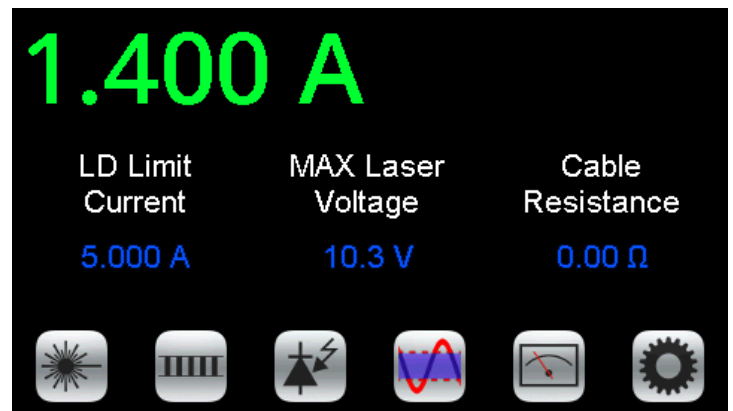 1.400 A
LD Limit
Current
MAX Laser
Voltage
Cable
Resistance
5.000 A
10.3 V
0.00 Ω